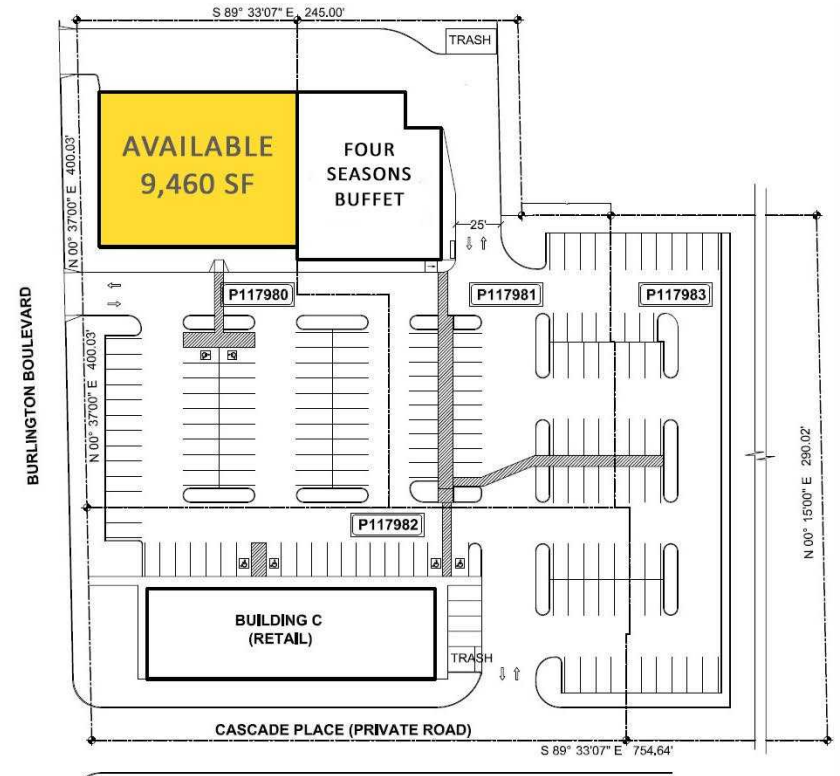 S 89° 33'07" E 245.00'
TRASH
AVAILABLE
9,460 SF
FOUR
SEASONS
BUFFET
N 00° 37'00" E 400.03'
25'
P117980
P117981
P117983
BURLINGTON BOULEVARD
N 00° 37'00" E 400.03'
N 00° 15'00" E 290.02'
P117982
BUILDING C
(RETAIL)
TRASH
CASCADE PLACE (PRIVATE ROAD)
S 89° 33'07" E 754.64'